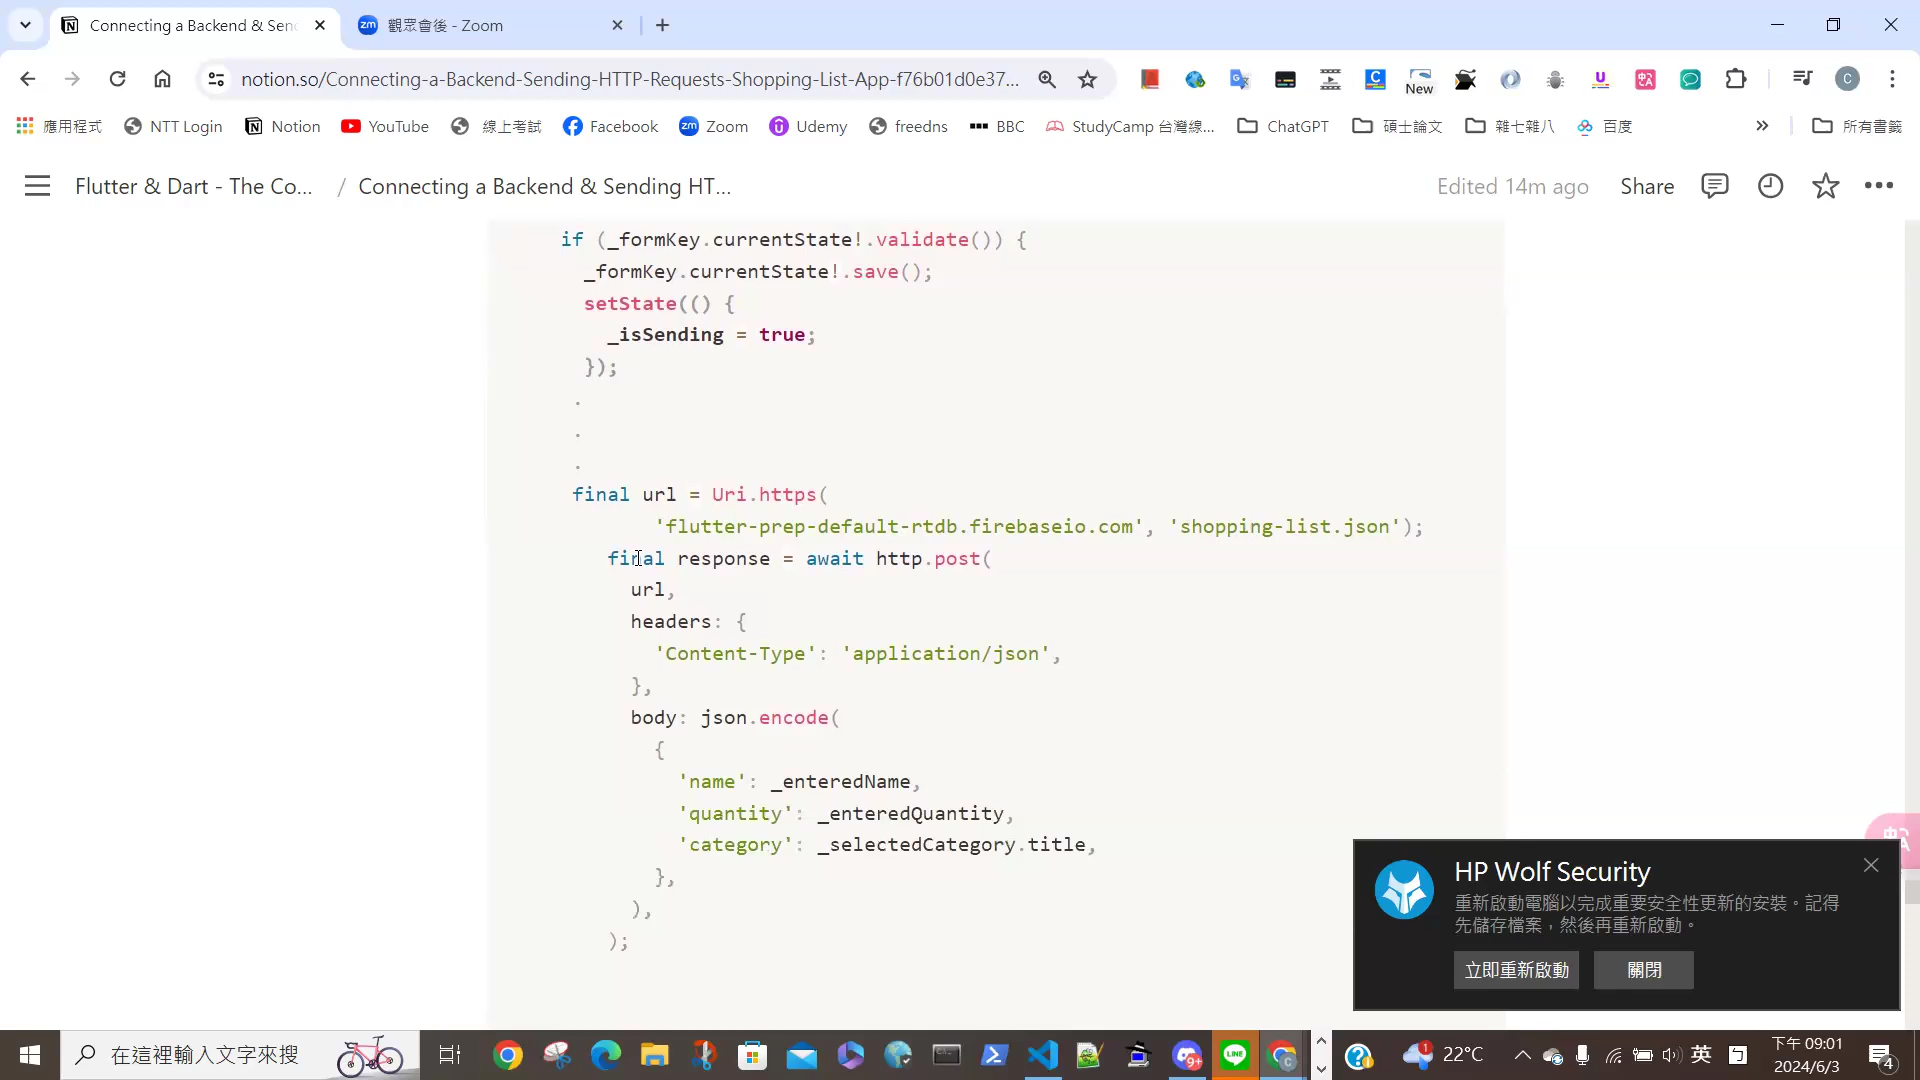 Connecting a Backend & Senc
觀眾會後 - Zoom
notion.so/Connecting-a-Backend-Sending-HTTP-Requests-Shopping-List-App-f76b01d0e37...
New
C
應用程式
NTT Login
Notion
YouTube
線上考試
Facebook
Zoom
Udemy
freedns
BBC
StudyCamp 台灣線...
ChatGPT
碩士論文
雜七雜八
百度
所有書籤
Flutter & Dart - The Co...
/ Connecting a Backend & Sending HT...
Edited 14m ago
Share
if (_formKey.currentState!.validate()) {
_formKey.currentState!.save();
setState(() {
_isSending = true;
});
.
.
.
final url = Uri.https(
'flutter-prep-default-rtdb.firebaseio.com', 'shopping-list.json');
final response = await http.post(
url,
headers: {
'Content-Type': 'application/json',
},
body: json.encode(
{
'name': _enteredName,
'quantity': _enteredQuantity,
'category': _selectedCategory.title,
},
),
);
HP Wolf Security
重新啟動電腦以完成重要安全性更新的安裝。記得
先儲存檔案，然後再重新啟動。
立即重新啟動
關閉
在這裡輸入文字來搜
9+
LINE
1
22°C
英
下午 09:01
2024/6/3
4